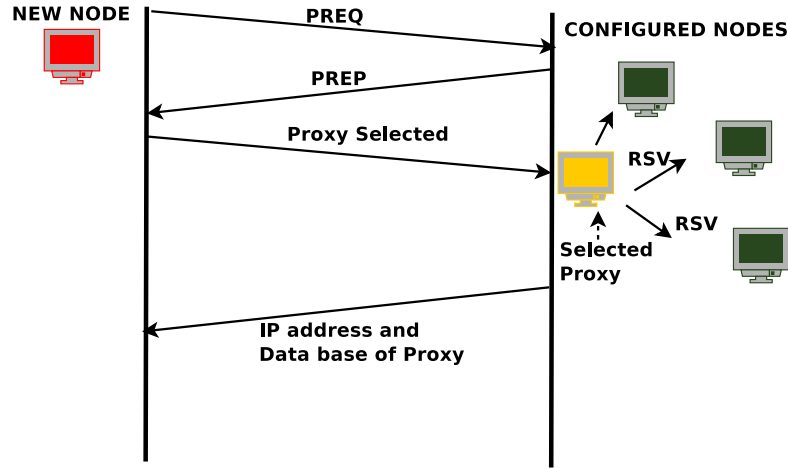 NEW NODE
PREQ
CONFIGURED NODES
PREP
Proxy Selected
RSV
RSV
Selected
Proxy
IP address and
Data base of Proxy